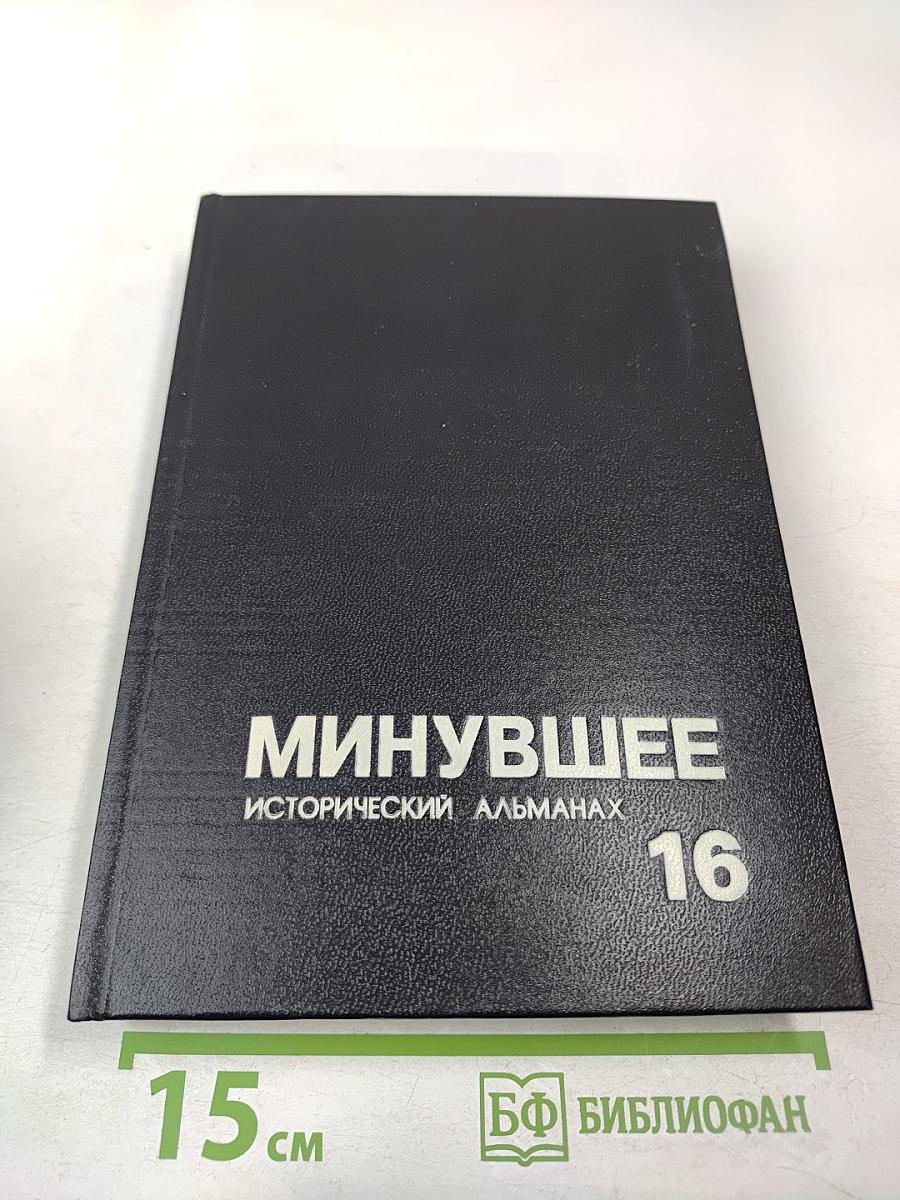 МИНУВШЕЕ
ИСТОРИЧЕСКИЙ АЛЬМАНАХ
16
15 СМ
БФ БИБЛИОФАН